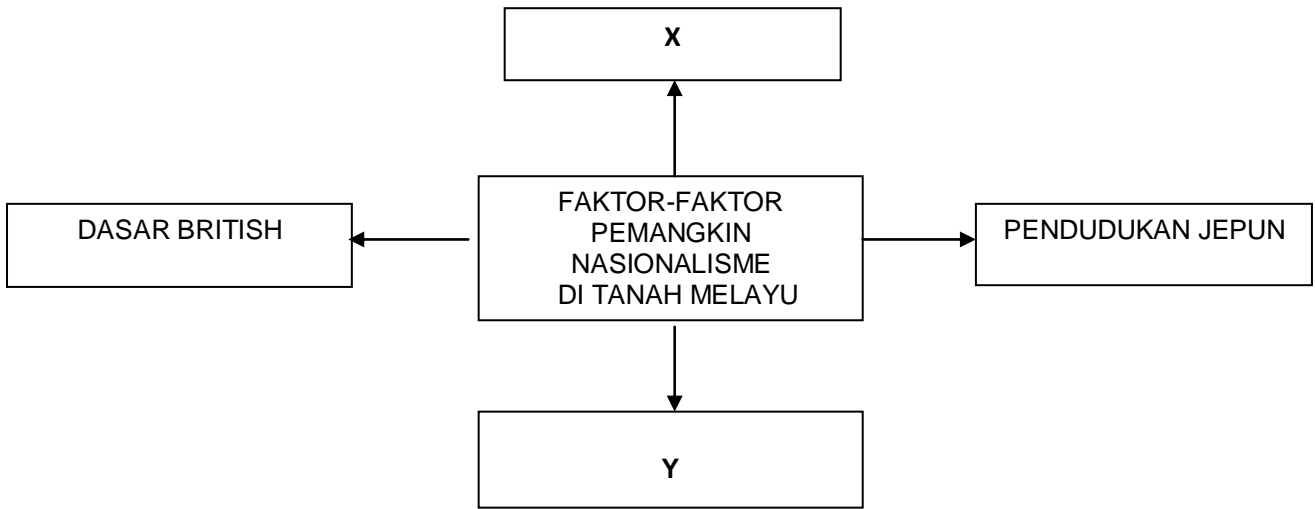 X
DASAR BRITISH
FAKTOR-FAKTOR
PEMANGKIN
NASIONALISME
DI TANAH MELAYU
PENDUDUKAN JEPUN
Y